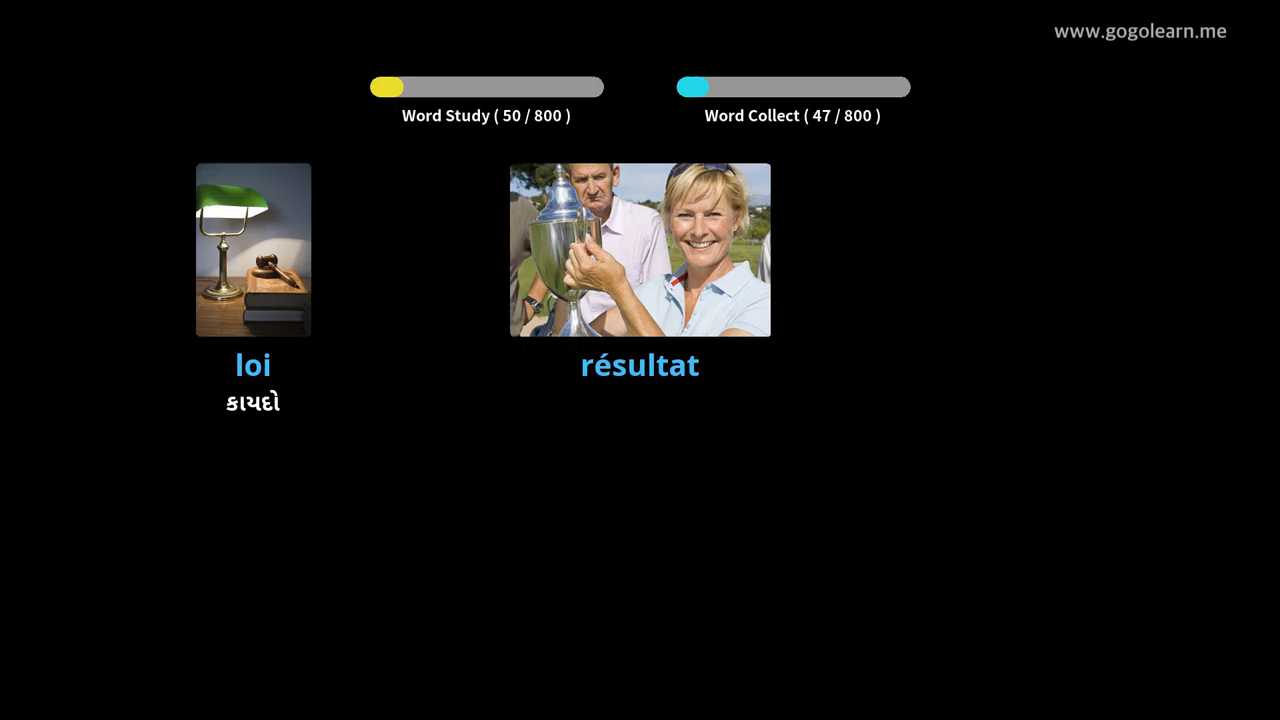 www.gogolearn.me
Word Study ( 50 / 800 )
Word Collect ( 47 / 800 )
loi
કાયદો
résultat